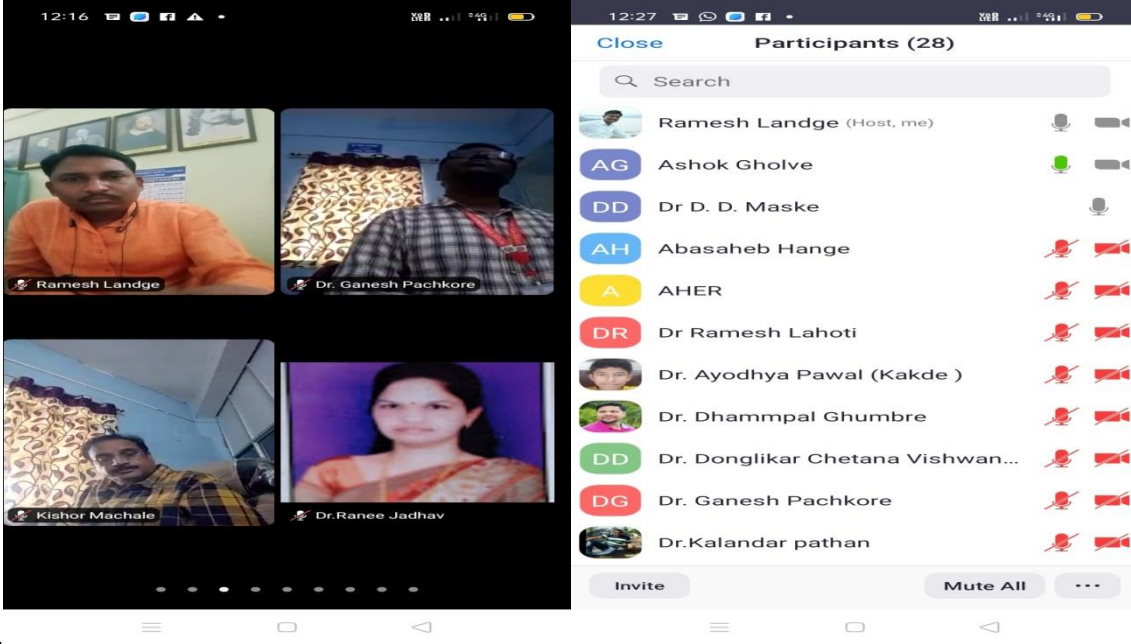 12:16
Vo) LTE 4G
Ramesh Landge
Dr. Ganesh Pachkore
Kishor Machale
Dr.Ranee Jadhav
12:27
Close
Participants (28)
Search
Ramesh Landge (Host, me)
AG Ashok Gholve
DD Dr D. D. Maske
AH Abasaheb Hange
A AHER
DR Dr Ramesh Lahoti
Dr. Ayodhya Pawal (Kakde )
Dr. Dhammpal Ghumbre
DD Dr. Donglikar Chetana Vishwan...
DG Dr. Ganesh Pachkore
Dr.Kalandar pathan
Invite
Mute All